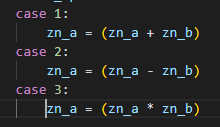 case 1:
zn_a = (zn_a + zn_b)
case 2:
zn_a = (zn_a - zn_b)
case 3:
zn_a = (zn_a * zn_b)